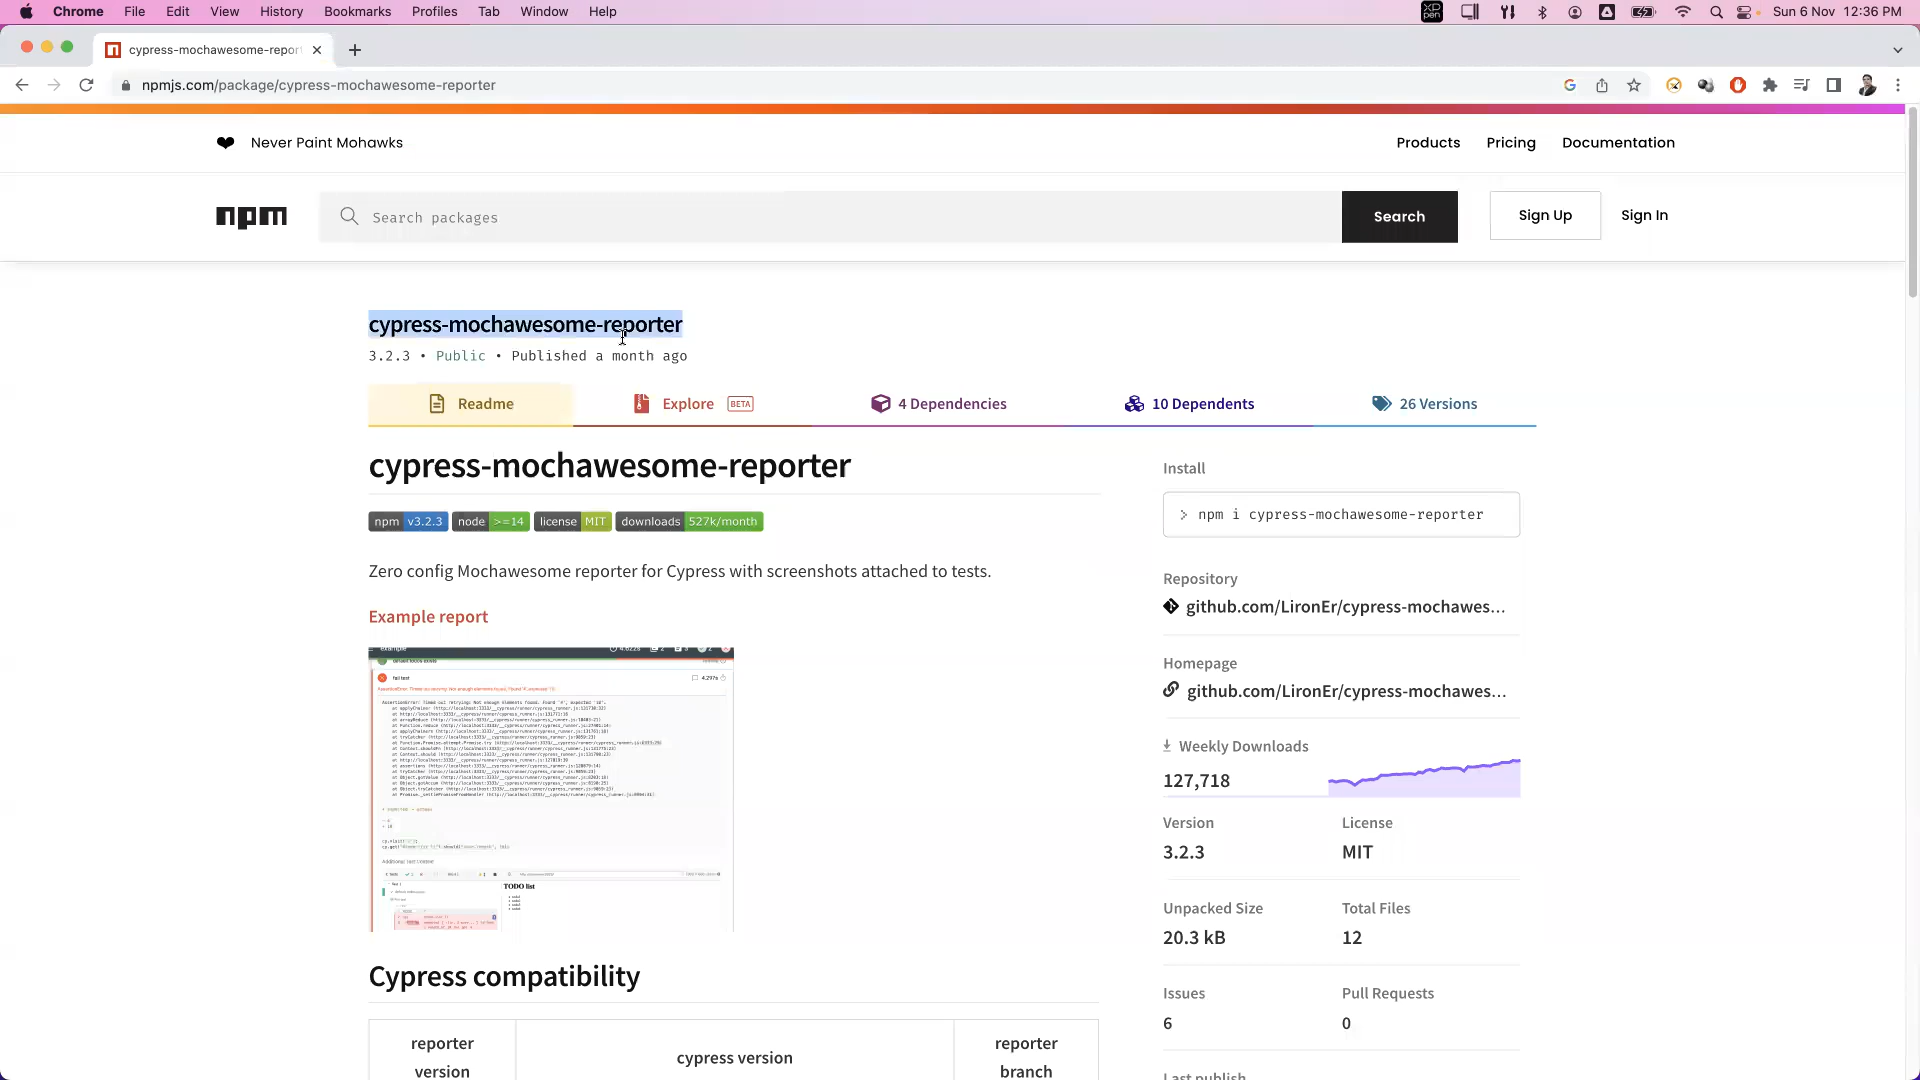 Chrome File Edit View History Bookmarks Profiles Tab Window Help
XP pen
Sun 6 Nov 12:36 PM
cypress-mochawesome-repor
npmjs.com/package/cypress-mochawesome-reporter
Never Paint Mohawks
Products Pricing Documentation
npm
Search packages
Search
Sign Up
Sign In
cypress-mochawesome-reporter
3.2.3 • Public • Published a month ago
Readme
Explore BETA
4 Dependencies
10 Dependents
26 Versions
cypress-mochawesome-reporter
npm v3.2.3 node >=14 license MIT downloads 527k/month
Zero config Mochawesome reporter for Cypress with screenshots attached to tests.
Example report
example
fail test
TODO list
Cypress compatibility
reporter version
cypress version
reporter branch
Install
> npm i cypress-mochawesome-reporter
Repository
github.com/LironEr/cypress-mochawes...
Homepage
github.com/LironEr/cypress-mochawes...
Weekly Downloads
127,718
Version
3.2.3
License
MIT
Unpacked Size
20.3 kB
Total Files
12
Issues
6
Pull Requests
0
Last publish